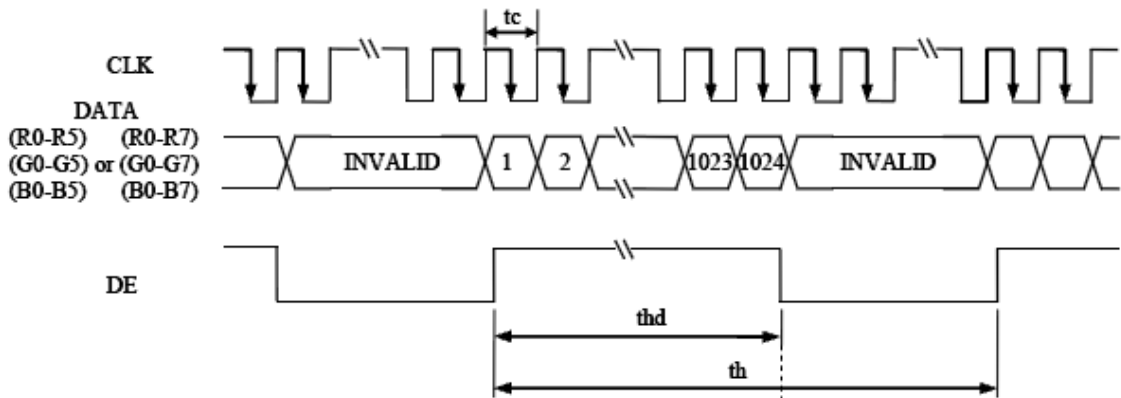 tc
CLK
DATA
(R0-R5) (R0-R7)
(G0-G5) or (G0-G7)
(B0-B5) (B0-B7)
INVALID 1 2 1023 1024 INVALID
DE
thd
th